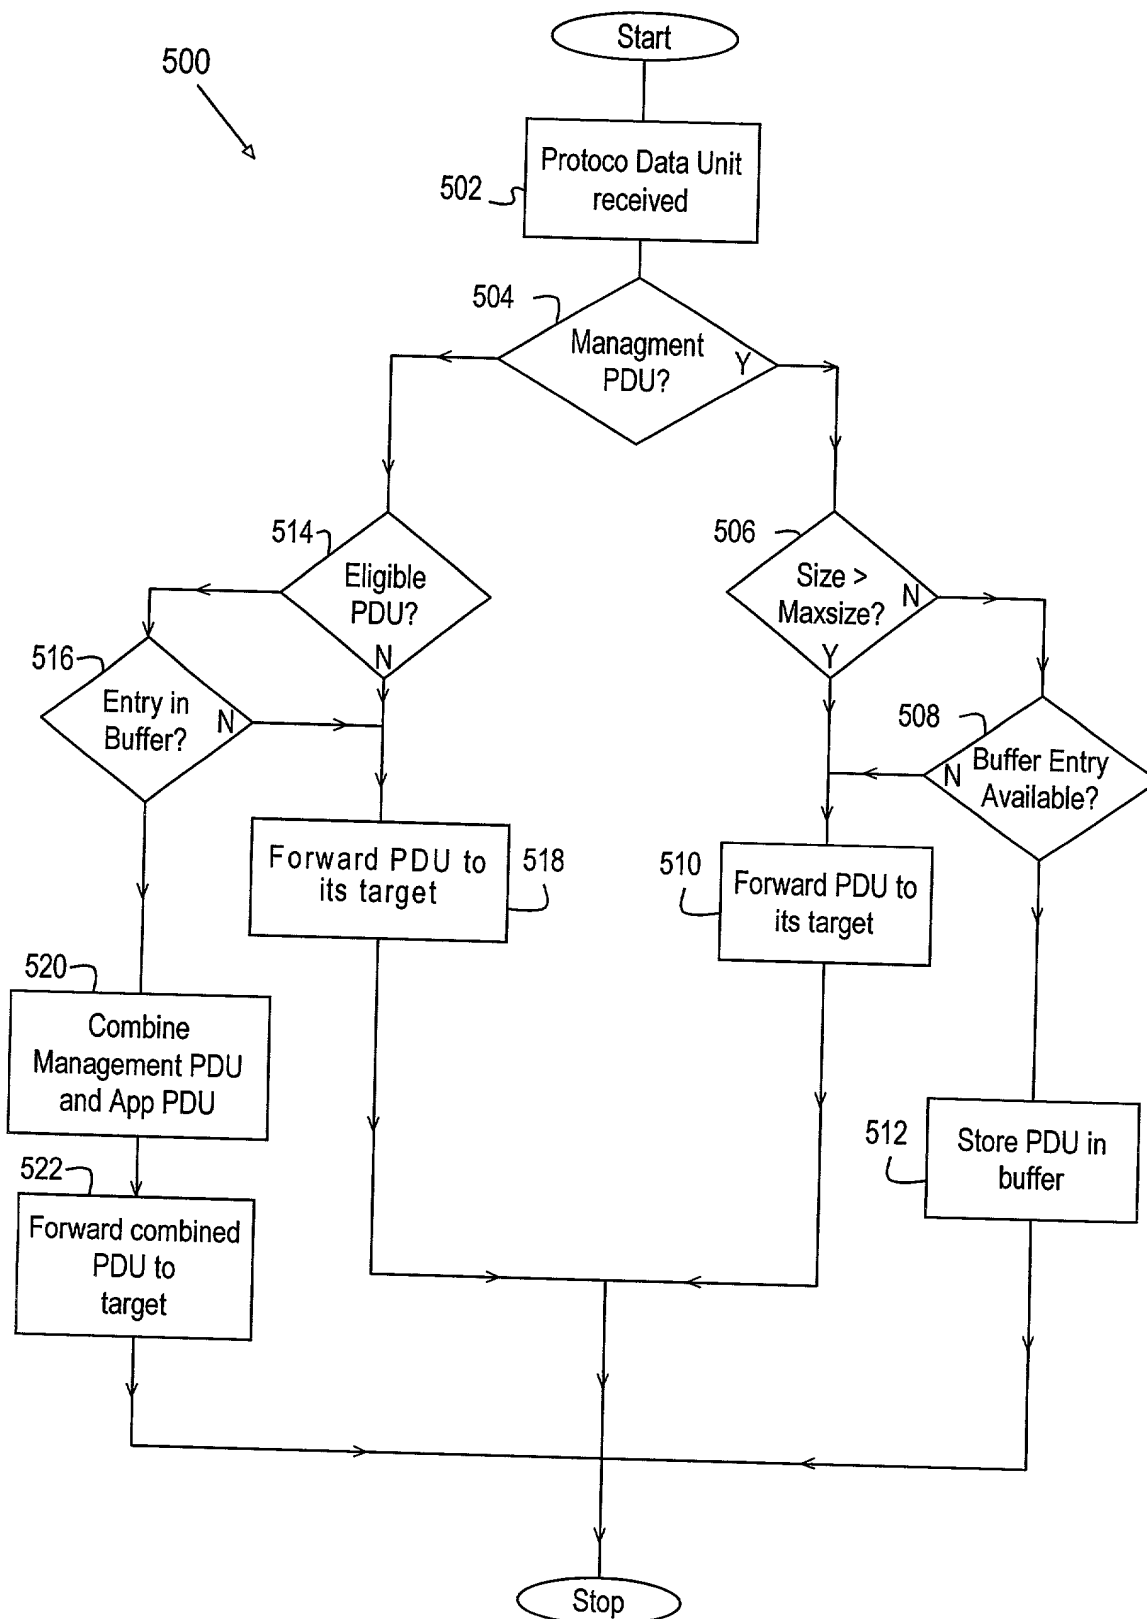 Start
500
Protoco Data Unit
received
502
504
Managment
PDU?
Y
514
Eligible
PDU?
N
506
Size >
Maxsize?
N
Y
516
Entry in
Buffer?
N
508
Buffer Entry
Available?
N
Forward PDU to
its target
518
510
Forward PDU to
its target
520
Combine
Management PDU
and App PDU
512
Store PDU in
buffer
522
Forward combined
PDU to
target
Stop